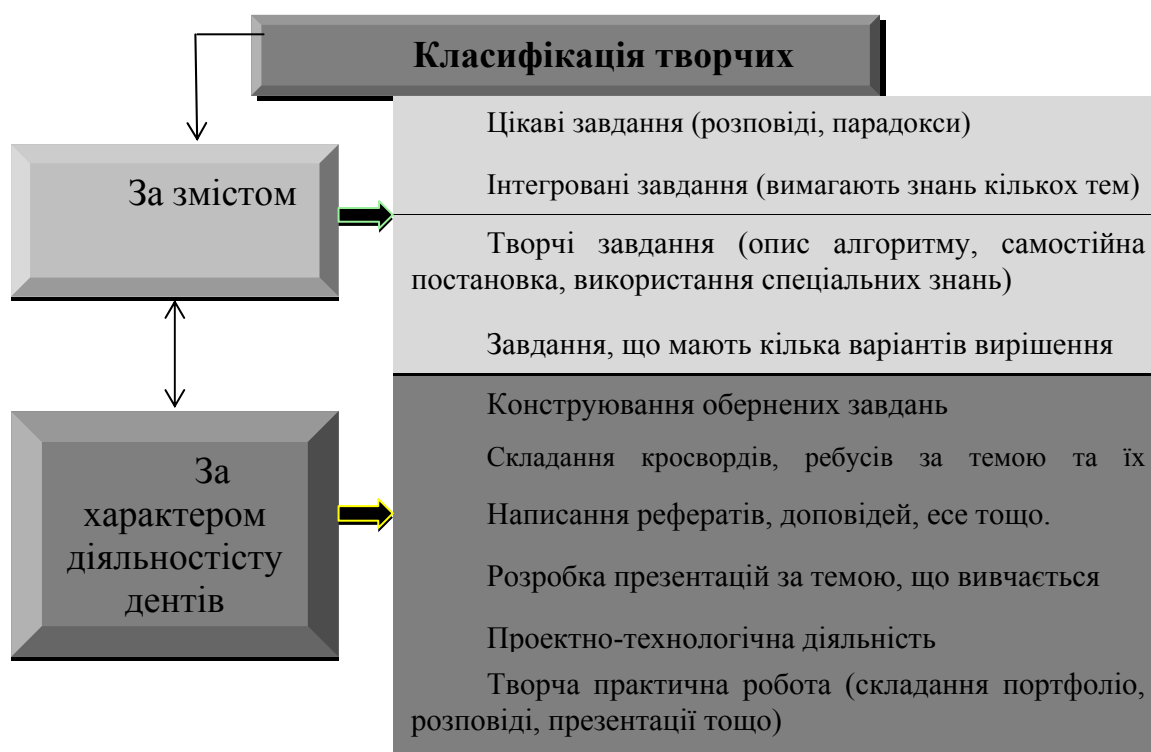 Класифікація творчих
За змістом
Цікаві завдання (розповіді, парадокси)
Інтегровані завдання (вимагають знань кількох тем)
Творчі завдання (опис алгоритму, самостійна
постановка, використання спеціальних знань)
Завдання, що мають кілька варіантів вирішення
За
характером
діяльностісту
дентів
Конструювання обернених завдань
Складання кросвордів, ребусів за темою та їх
Написання рефератів, доповідей, есе тощо.
Розробка презентацій за темою, що вивчається
Проектно-технологічна діяльність
Творча практична робота (складання портфоліо,
розповіді, презентації тощо)